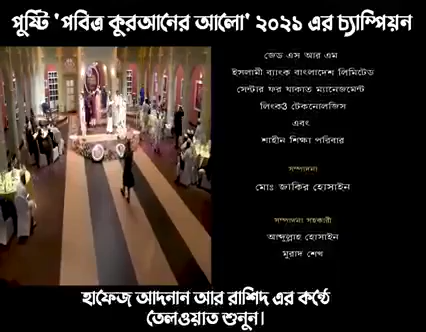 পুষ্টি 'পবিত্র কুরআনের আলো' ২০২১ এর চ্যাম্পিয়ন
জেড এস আর এম
ইসলামী ব্যাংক বাংলাদেশ লিমিটেড
সেন্টার ফর যাকাত ম্যানেজমেন্ট
লিংক3 টেকনোলজিস
এবং
শাহীন শিক্ষা পরিবার
সম্পাদনা
মোঃ জাকির হোসাইন
সম্পাদনা সহকারী
আব্দুল্লাহ হোসাইন
মুরাদ শেখ
হাফেজ আদনান আর রাশিদ এর কন্ঠে
তেলওয়াত শুনুন।